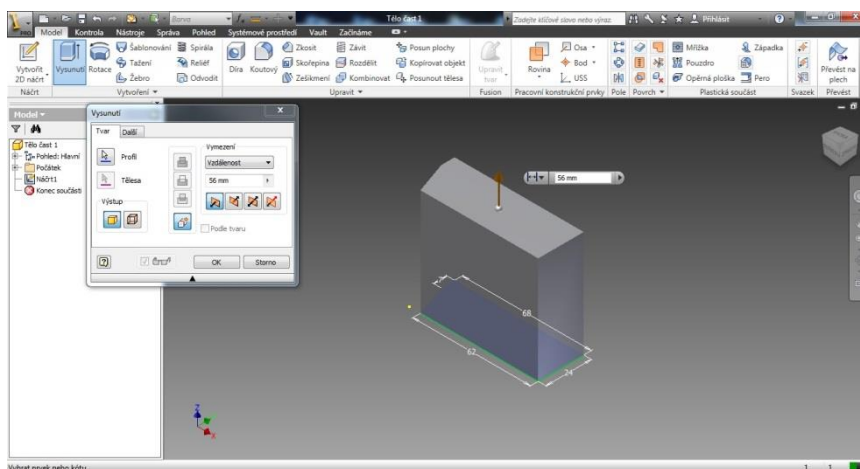 PRO
Barva
Tělo část 1
Zadejte klíčové slovo nebo výraz
Přihlásit
Model Kontrola Nástroje Správa Pohled Systémové prostředí Vault Začínáme
Vytvořit
2D náčrt
Vysunutí
Rotace
Šablonování
Tažení
Žebro
Spirála
Reliéf
Odvodit
Díra
Koutový
Zkosit
Skořepina
Zeslkmení
Závit
Rozdělit
Kombinovat
Posun plochy
Kopírovat objekt
Posunout tělesa
Upravit
tvar
Rovina
Osa
Bod
USS
Mřížka
Pouzdro
Opěrná ploška
Západka
Pero
Převést na
plech
Náčrt
Vytvoření
Upravit
Fusion
Pracovní konstrukční prvky
Pole
Povrch
Plastická součást
Svazek
Převést
Model
Tělo část 1
Pohled: Hlavní
Počátek
Náčrt1
Konec součásti
Vysunutí
X
Tvar Další
Profil
Tělesa
Výstup
Vymezení
Vzdálenost
56 mm
Podle tvaru
OK
Storno
56 mm
68
62
24
Z
X
Vybrat prvek nebo kótu
1 1